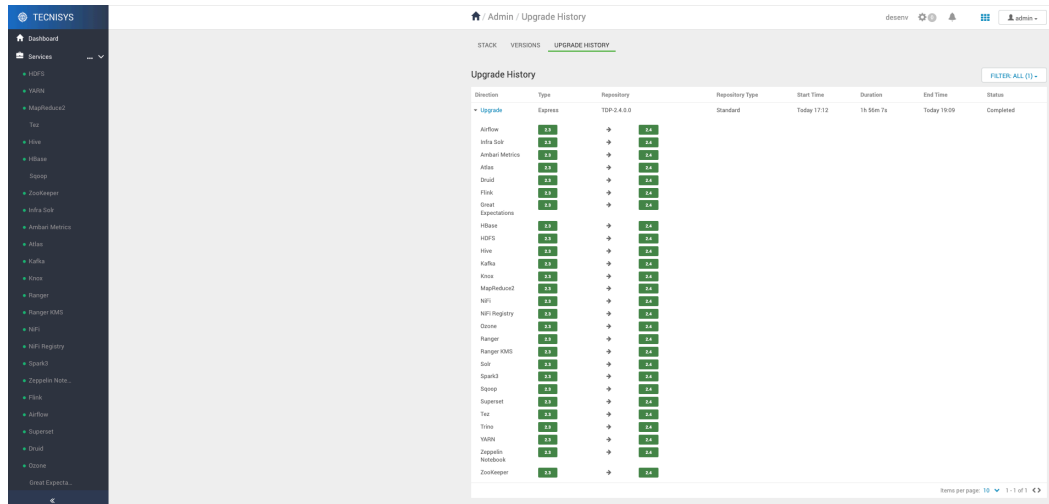 TECNISYS
/ Admin / Upgrade History
desenv
0
admin
Dashboard
Services
...
HDFS
YARN
MapReduce2
Tez
Hive
HBase
Sqoop
ZooKeeper
Infra Solr
Ambari Metrics
Atlas
Kafka
Knox
Ranger
Ranger KMS
NiFi
NiFi Registry
Spark3
Zeppelin Note...
Flink
Airflow
Superset
Druid
Ozone
Great Expecta...
«
STACK VERSIONS UPGRADE HISTORY
Upgrade History
FILTER: ALL (1)
Direction Type Repository Repository Type Start Time Duration End Time Status
Upgrade Express TDP-2.4.0.0 Standard Today 17:12 1h 56m 7s Today 19:09 Completed
Airflow 2.3 → 2.4
Infra Solr 2.3 → 2.4
Ambari Metrics 2.3 → 2.4
Atlas 2.3 → 2.4
Druid 2.3 → 2.4
Flink 2.3 → 2.4
Great 2.3 → 2.4
Expectations
HBase 2.3 → 2.4
HDFS 2.3 → 2.4
Hive 2.3 → 2.4
Kafka 2.3 → 2.4
Knox 2.3 → 2.4
MapReduce2 2.3 → 2.4
NiFi 2.3 → 2.4
NiFi Registry 2.3 → 2.4
Ozone 2.3 → 2.4
Ranger 2.3 → 2.4
Ranger KMS 2.3 → 2.4
Solr 2.3 → 2.4
Spark3 2.3 → 2.4
Sqoop 2.3 → 2.4
Superset 2.3 → 2.4
Tez 2.3 → 2.4
Trino 2.3 → 2.4
YARN 2.3 → 2.4
Zeppelin 2.3 → 2.4
Notebook
ZooKeeper 2.3 → 2.4
Items per page: 10 1 - 1 of 1